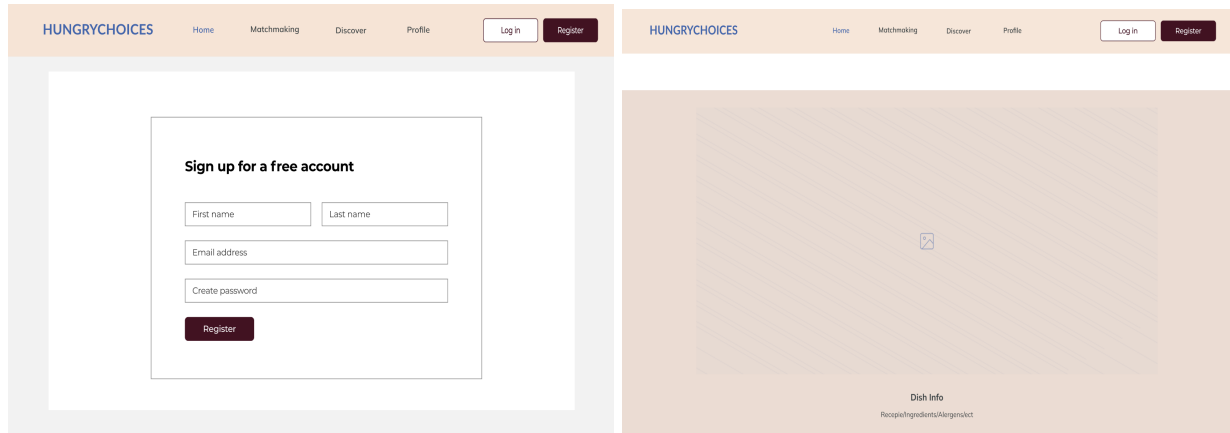 HUNGRYCHOICES Home Matchmaking Discover Profile Log in Register
Sign up for a free account
First name Last name
Email address
Create password
Register
HUNGRYCHOICES Home Matchmaking Discover Profile Log in Register
Dish Info
Recepie/Ingredients/Alergens/ect